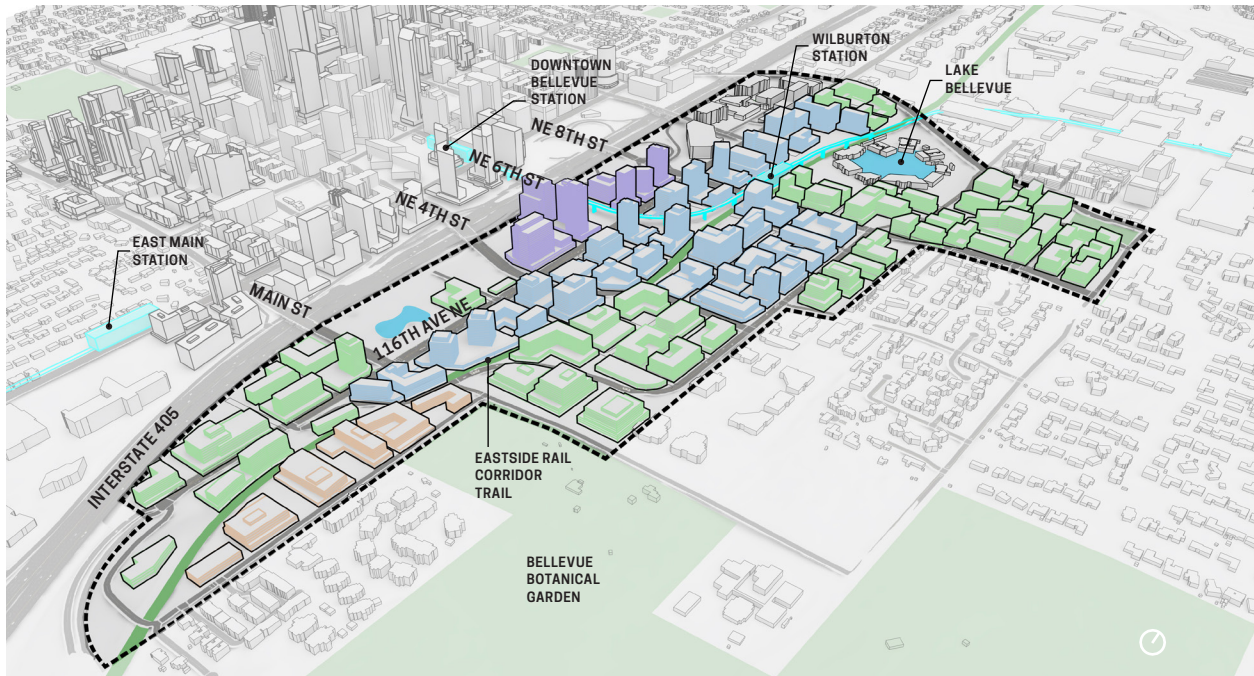 WILBURTON
STATION
DOWNTOWN
BELLEVUE
STATION
LAKE
BELLEVUE
NE 8TH ST
NE 6TH ST
NE 4TH ST
EAST MAIN
STATION
MAIN ST
116TH AVE NE
INTERSTATE 405
EASTSIDE RAIL
CORRIDOR
TRAIL
BELLEVUE
BOTANICAL
GARDEN